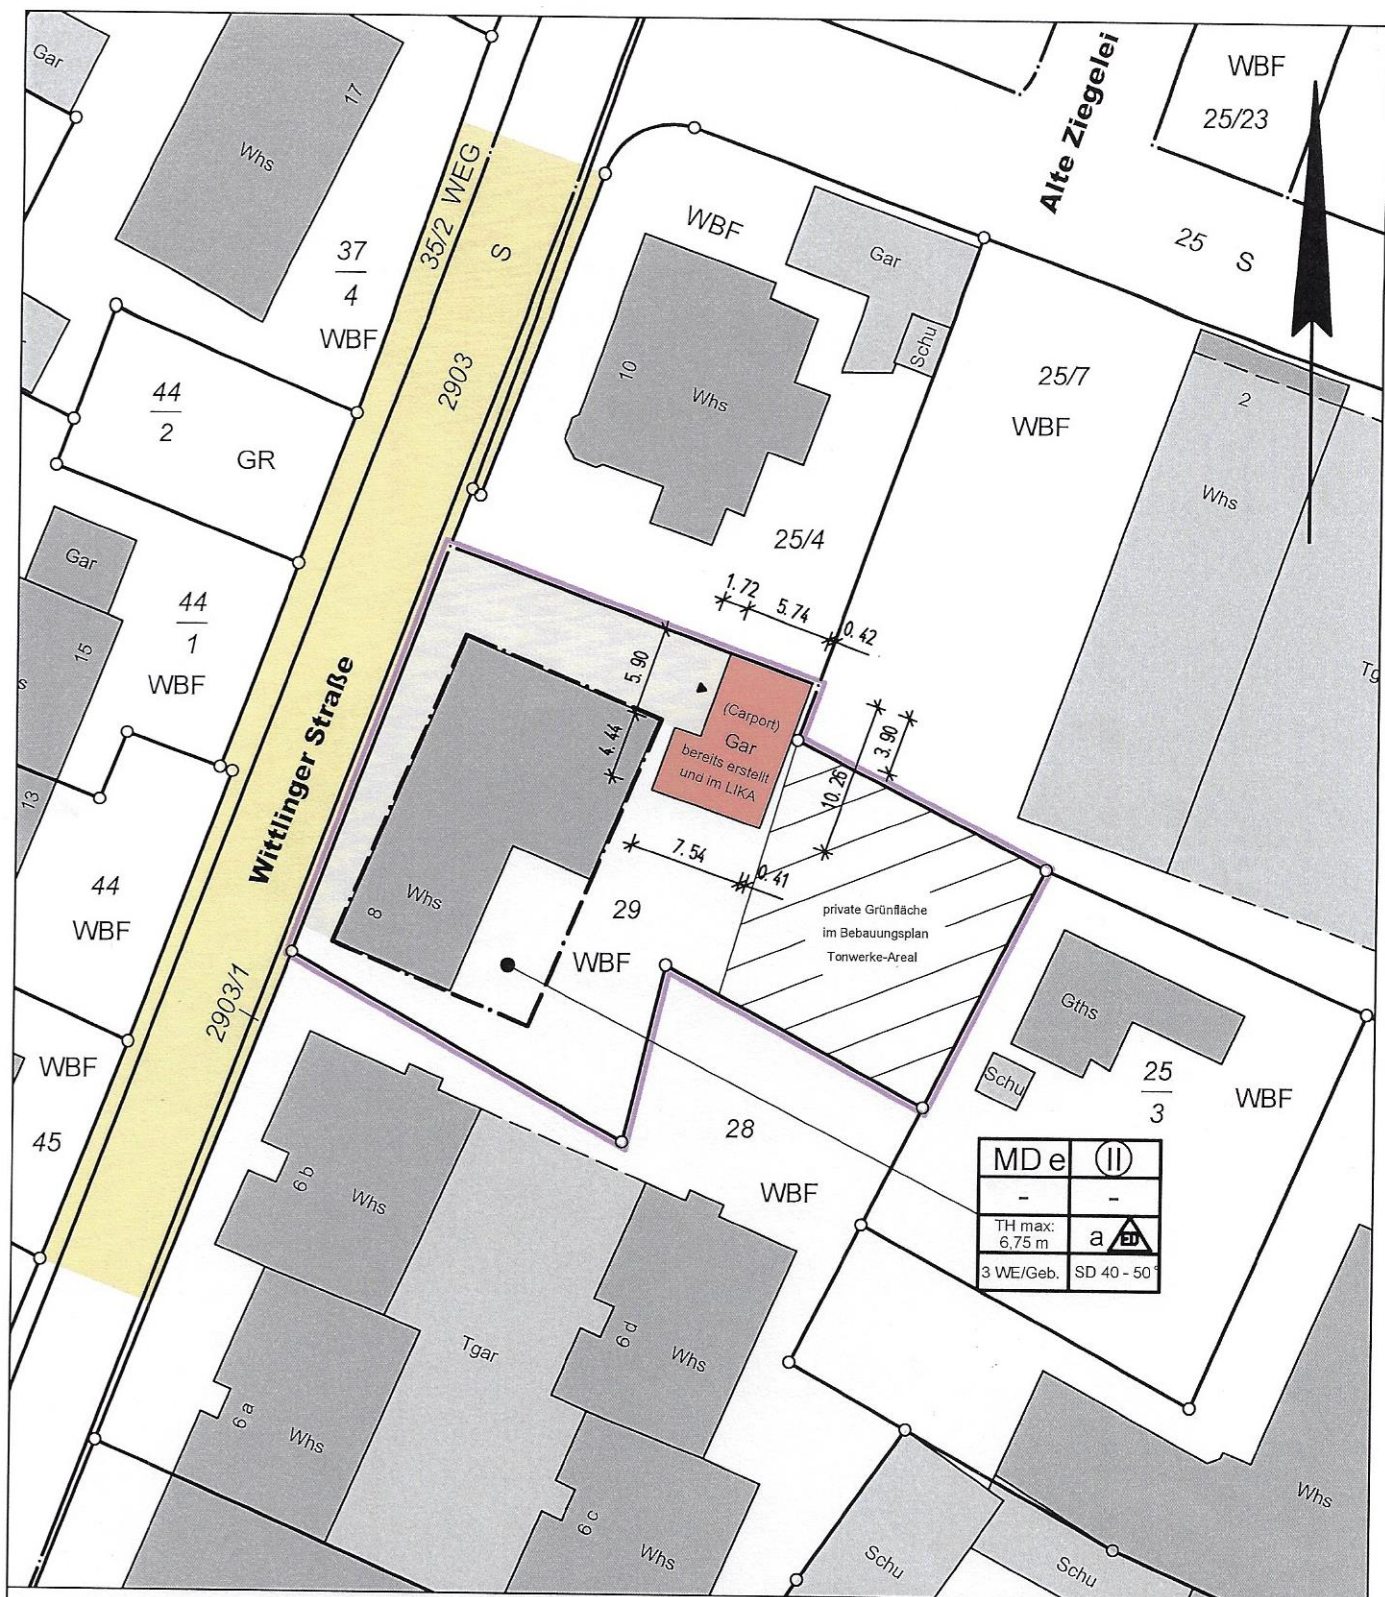 Gar
17
Whs
35/2 WEG
S
WBF
Alte Ziegelei
WBF
25/23
25
S
37
4
WBF
Gar
Schu
10
Whs
2903
25/7
WBF
2
Whs
44
2
GR
25/4
Gar
44
1
WBF
15
1.72
5.74
0.42
Wittlinger Straße
5.90
4.44
(Carport)
Gar
bereits erstellt
und im LIKA
3.90
10.26
13
7.54
0.41
44
WBF
8
Whs
29
WBF
private Grünfläche
im Bebauungsplan
Tonwerke-Areal
2903/1
Gths
Schu
25
3
WBF
WBF
45
28
WBF
MD e
II
-
-
TH max:
6,75 m
a ED
3 WE/Geb.
SD 40 - 50°
6 b
Whs
Tgar
6 d
Whs
6 a
Whs
6 c
Whs
Schu
Schu
Whs